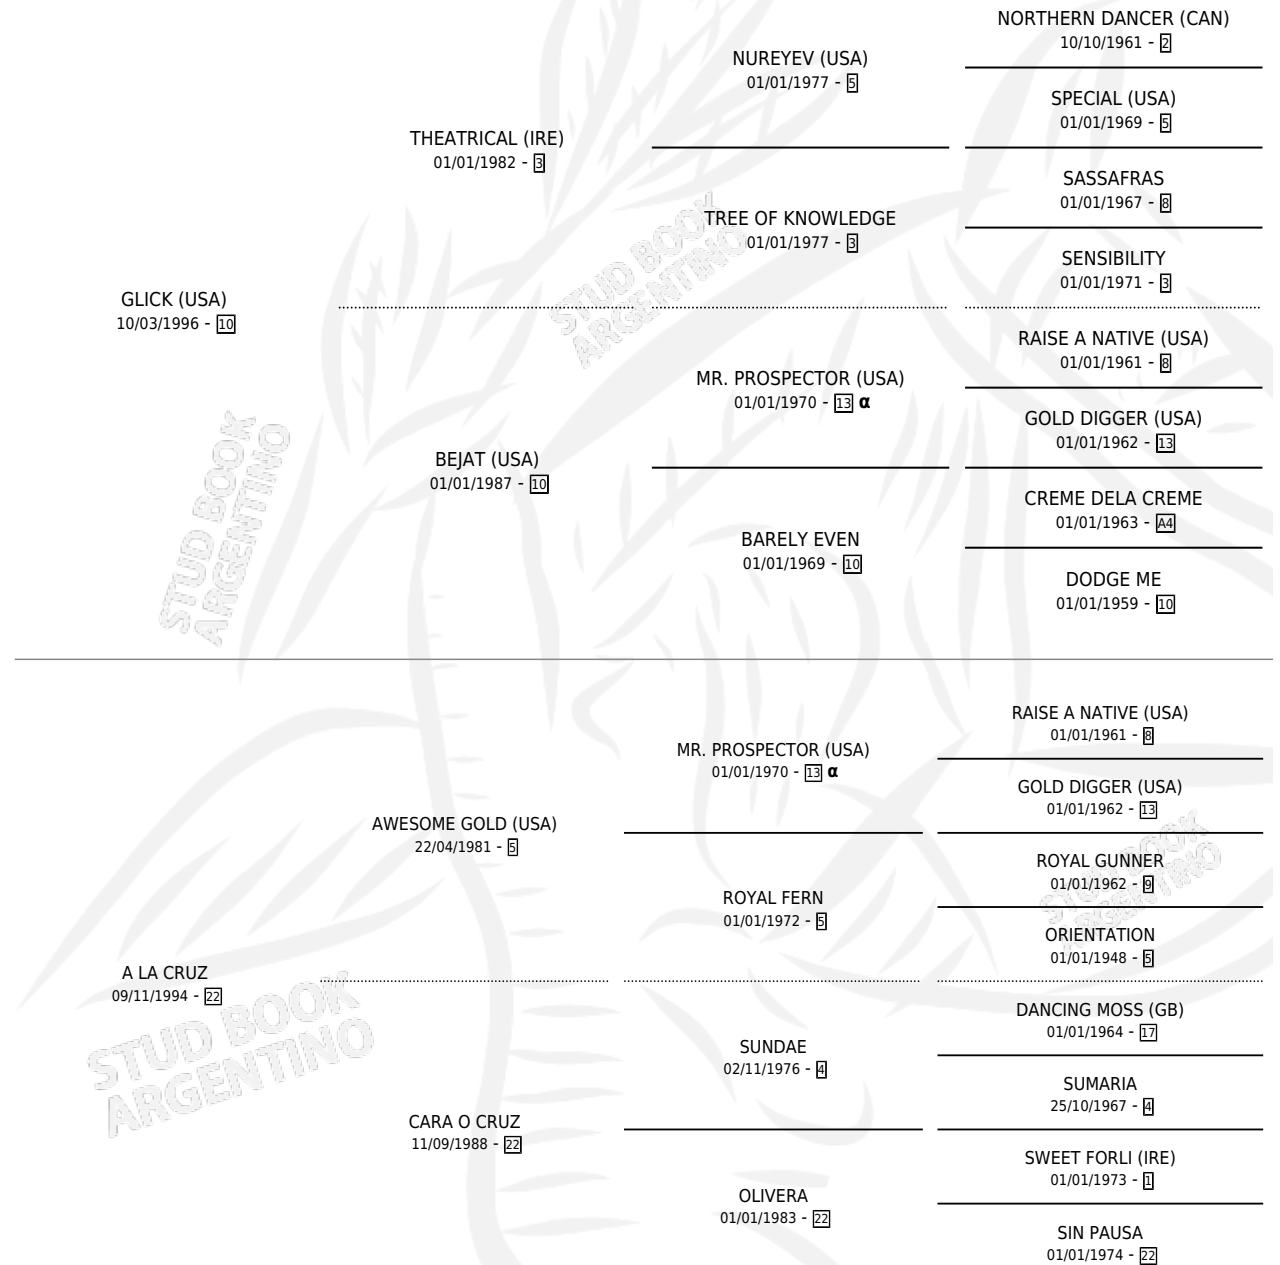 NORTHERN DANCER (CAN)
10/10/1961 - 2
NUREYEV (USA)
01/01/1977 - 5
SPECIAL (USA)
01/01/1969 - 5
THEATRICAL (IRE)
01/01/1982 - 3
SASSAFRAS
01/01/1967 - 8
TREE OF KNOWLEDGE
01/01/1977 - 3
SENSIBILITY
01/01/1971 - 3
STUD BOOK
ARGENTINO
GLICK (USA)
10/03/1996 - 10
RAISE A NATIVE (USA)
01/01/1961 - 8
MR. PROSPECTOR (USA)
01/01/1970 - 13 α
GOLD DIGGER (USA)
01/01/1962 - 13
BEJAT (USA)
01/01/1987 - 10
CREME DELA CREME
01/01/1963 - A4
BARELY EVEN
01/01/1969 - 10
DODGE ME
01/01/1959 - 10
STUD BOOK
ARGENTINO
RAISE A NATIVE (USA)
01/01/1961 - 8
MR. PROSPECTOR (USA)
01/01/1970 - 13 α
GOLD DIGGER (USA)
01/01/1962 - 13
AWESOME GOLD (USA)
22/04/1981 - 5
ROYAL GUNNER
01/01/1962 - 9
ROYAL FERN
01/01/1972 - 5
ORIENTATION
01/01/1948 - 5
STUD BOOK
ARGENTINO
A LA CRUZ
09/11/1994 - 22
DANCING MOSS (GB)
01/01/1964 - 17
SUNDAE
02/11/1976 - 4
SUMARIA
25/10/1967 - 4
STUD BOOK
ARGENTINO
CARA O CRUZ
11/09/1988 - 22
SWEET FORLI (IRE)
01/01/1973 - 1
OLIVERA
01/01/1983 - 22
SIN PAUSA
01/01/1974 - 22